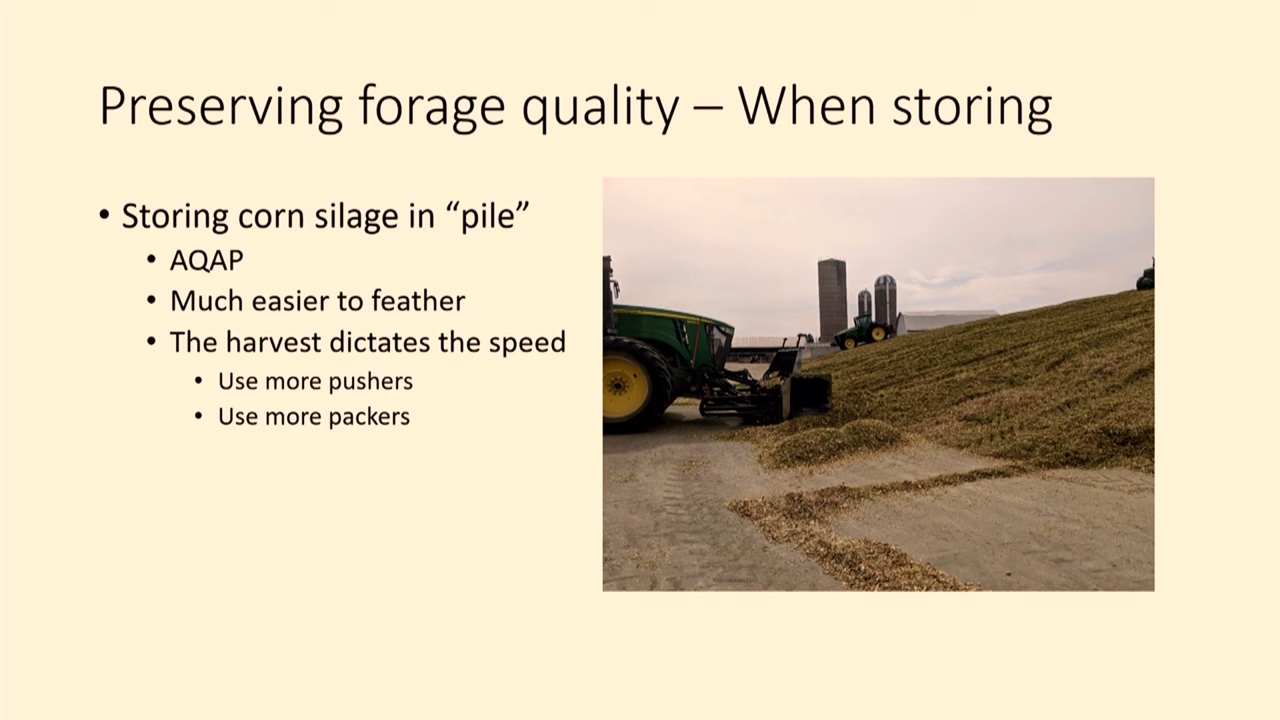 Preserving forage quality – When storing
• Storing corn silage in “pile”
• AQAP
• Much easier to feather
• The harvest dictates the speed
• Use more pushers
• Use more packers